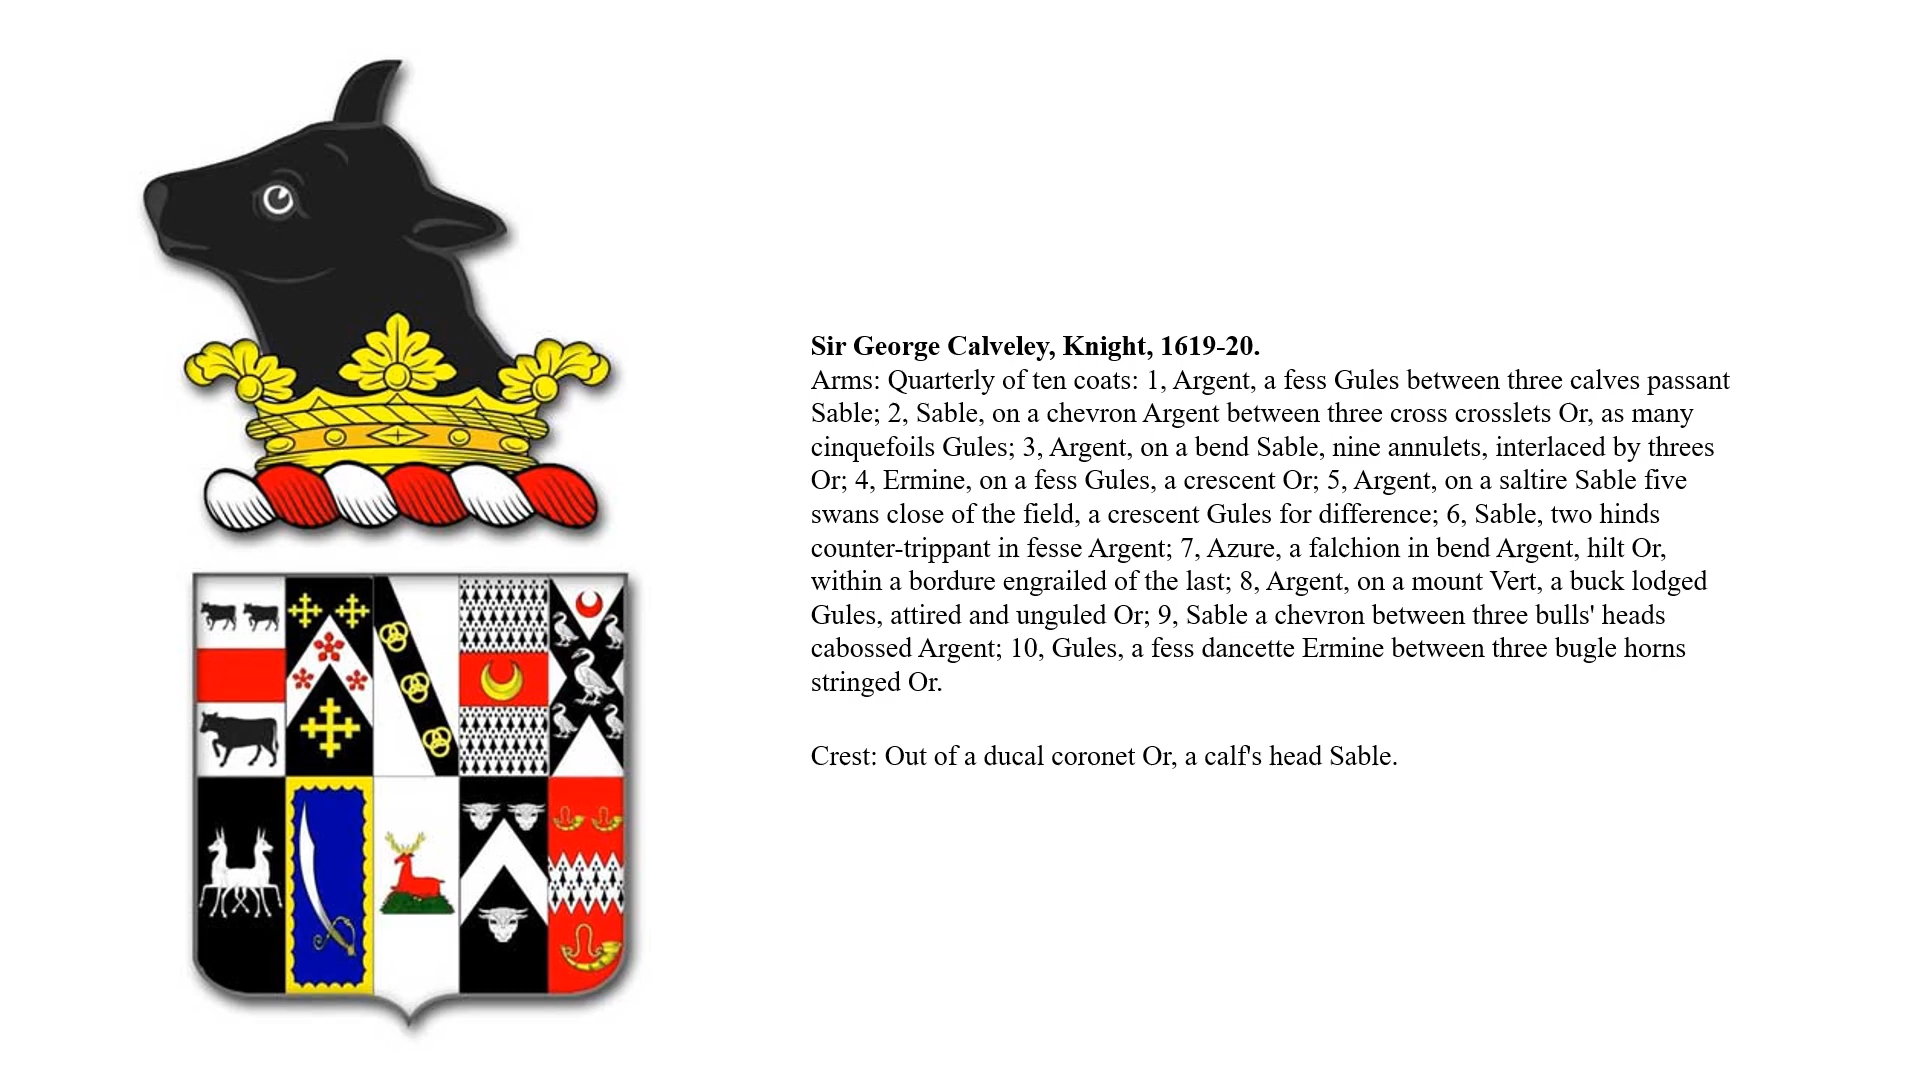 Sir George Calveley, Knight, 1619-20.
Arms: Quarterly of ten coats: 1, Argent, a fess Gules between three calves passant
Sable; 2, Sable, on a chevron Argent between three cross crosslets Or, as many
cinquefoils Gules; 3, Argent, on a bend Sable, nine annulets, interlaced by threes
Or; 4, Ermine, on a fess Gules, a crescent Or; 5, Argent, on a saltire Sable five
swans close of the field, a crescent Gules for difference; 6, Sable, two hinds
counter-trippant in fesse Argent; 7, Azure, a falchion in bend Argent, hilt Or,
within a bordure engrailed of the last; 8, Argent, on a mount Vert, a buck lodged
Gules, attired and unguled Or; 9, Sable a chevron between three bulls' heads
cabossed Argent; 10, Gules, a fess dancette Ermine between three bugle horns
stringed Or.
Crest: Out of a ducal coronet Or, a calf's head Sable.